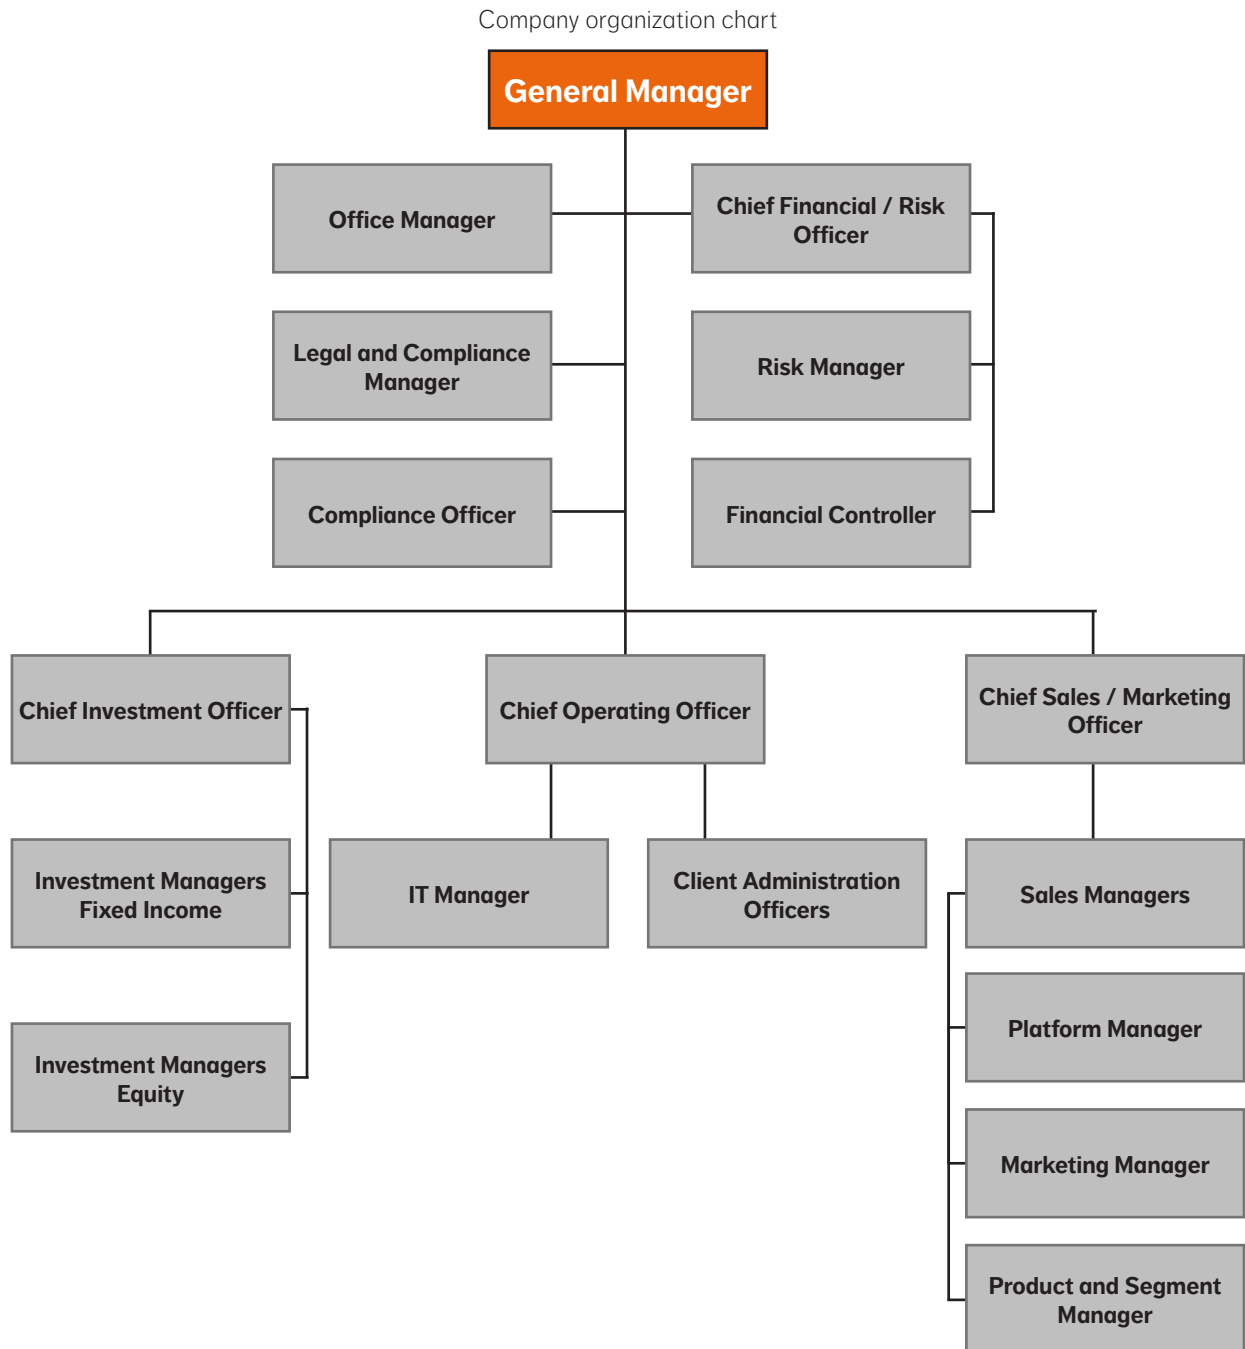 Company organization chart
General Manager
Office Manager
Chief Financial / Risk
Officer
Legal and Compliance
Manager
Risk Manager
Compliance Officer
Financial Controller
Chief Investment Officer
Chief Operating Officer
Chief Sales / Marketing
Officer
Investment Managers
Fixed Income
IT Manager
Client Administration
Officers
Sales Managers
Platform Manager
Investment Managers
Equity
Marketing Manager
Product and Segment
Manager